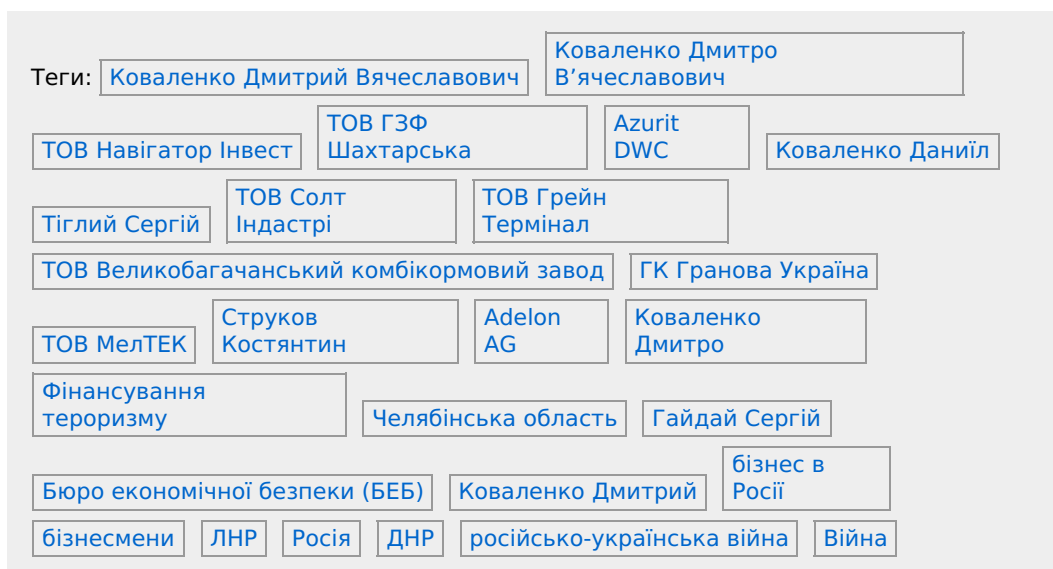 Теги: Коваленко Дмитрий Вячеславович Коваленко Дмитро
В’ячеславович
ТОВ Навігатор Інвест ТОВ ГЗФ
Шахтарська Azurit
DWC Коваленко Даниїл
Тіглий Сергій ТОВ Солт
Індастрі ТОВ Грейн
Термінал
ТОВ Великобагачанський комбікормовий завод ГК Гранова Україна
ТОВ МелТЕК Струков
Костянтин Adelon
AG Коваленко
Дмитро
Фінансування
тероризму Челябінська область Гайдай Сергій
Бюро економічної безпеки (БЕБ) Коваленко Дмитрий бізнес в
Росії
бізнесмени ЛНР Росія ДНР російсько-українська війна Війна